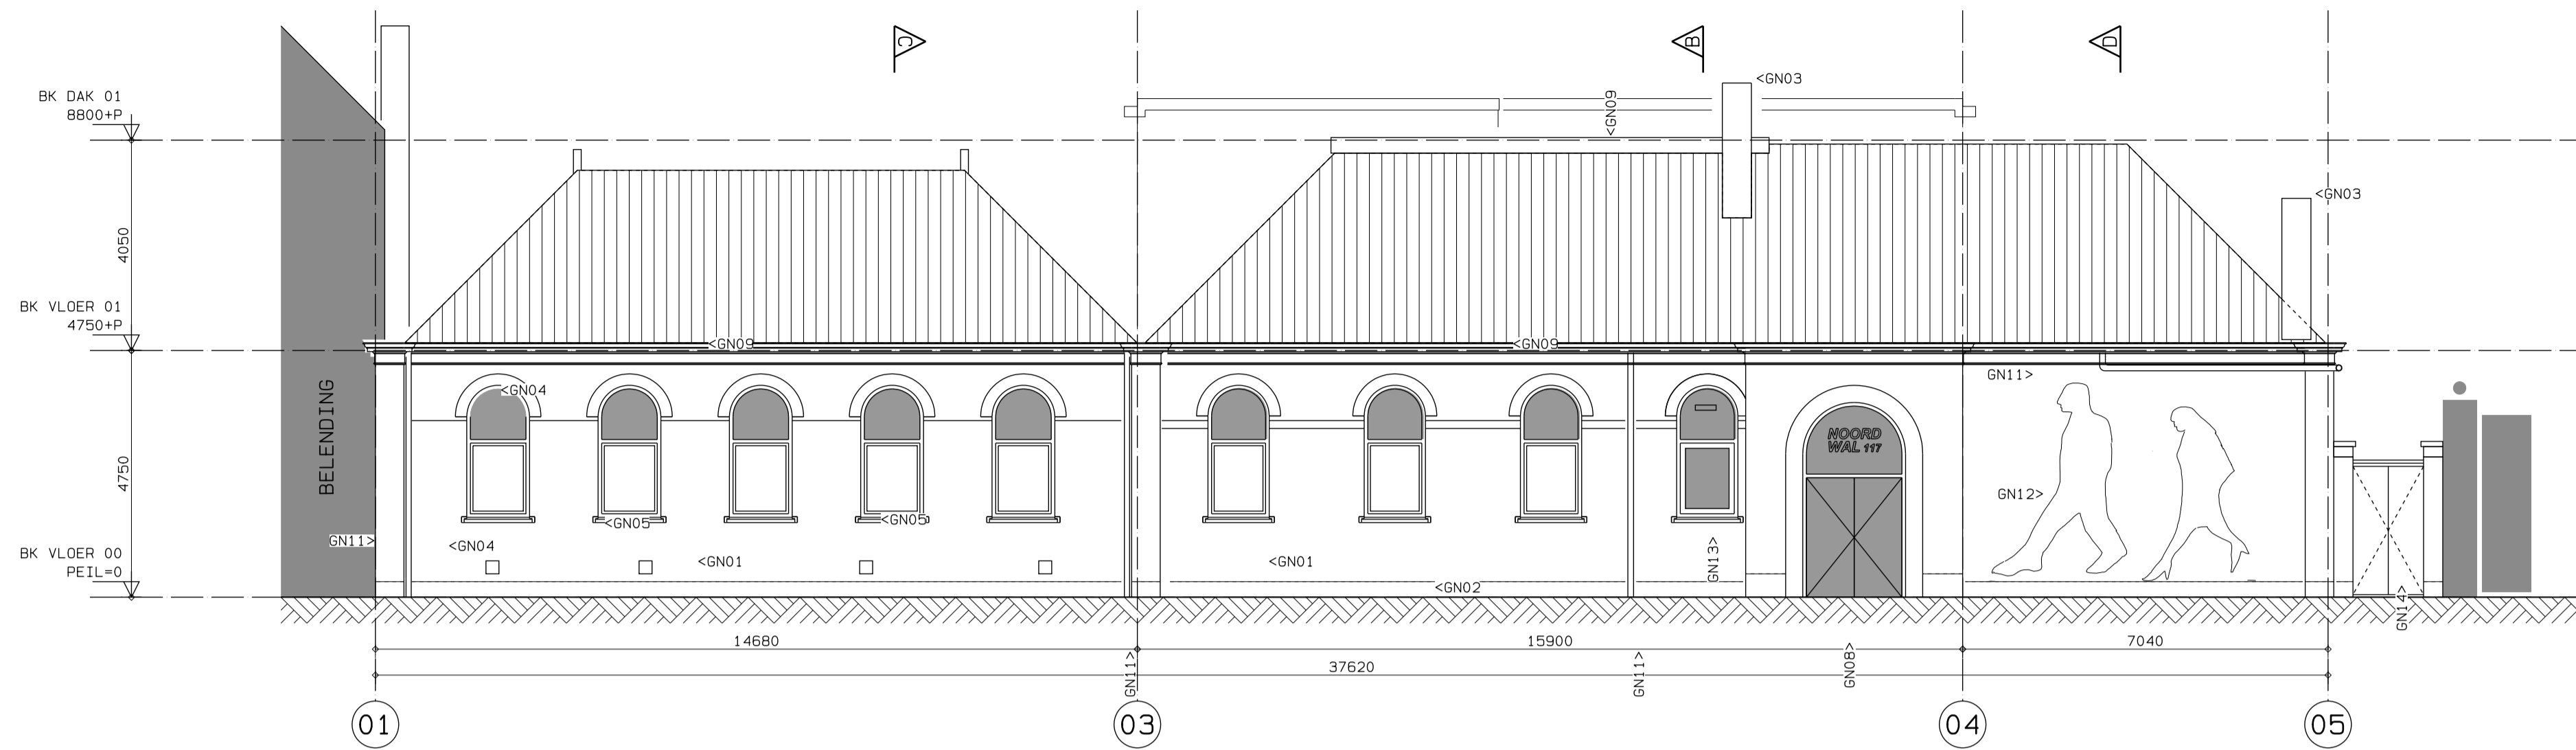 C
B
D
<GN03
BK DAK 01
8800+P
<GN09
<GN03
4050
BK VLOER 01
4750+P
<GN09
<GN09
GN11>
<GN04
BELENDING
NOORD
WAL 117
4750
GN12>
<GN05
<GN05
GN11>
<GN04
BK VLOER 00
PEIL=0
<GN01
<GN01
GN13>
<GN02
GN14>
14680
15900
7040
GN11>
37620
GN11>
GN08>
01
03
04
05